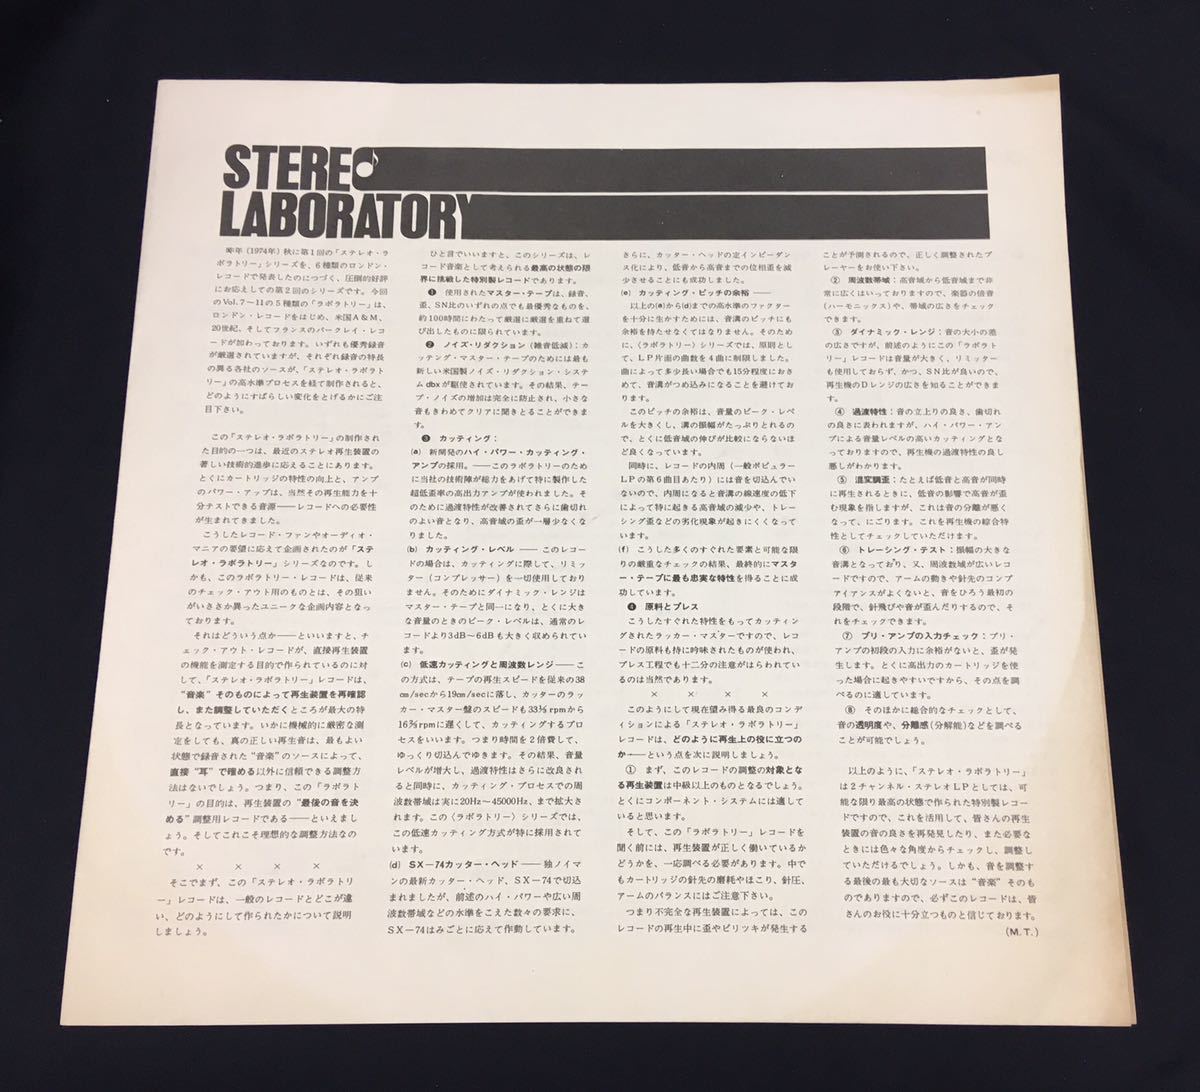 STEREO
LABORATORY
昨年（1974年）秋に第1回の「ステレオ・ラ
ボラトリー」シリーズを、6種類のロンドン・
レコードで発表したのにつづく、圧倒的好評
にお応えしての第2回のシリーズです。今回
のVol.7〜11の5種類の「ラボラトリー」は、
ロンドン・レコードをはじめ、米国A&M、
20世紀、そしてフランスのバークレイ・レコ
ードが加わっております。いずれも優秀録音
が厳選されていますが、それぞれ録音の特長
の異る各社のソースが、「ステレオ・ラボラト
リー」の高水準プロセスを経て制作されると、
どのようにすばらしい変化をとげるかにご注
目下さい。
この「ステレオ・ラボラトリー」の制作され
た目的の一つは、最近のステレオ再生装置の
著しい技術的進歩に応えることにあります。
とくにカートリッジの特性の向上と、アンプ
のパワー・アップは、当然その再生能力を十
分テストできる音源——レコードへの必要性
が生まれてきました。
こうしたレコード・ファンやオーディオ・
マニアの要望に応えて企画されたのが「ステ
レオ・ラボラトリー」シリーズなのです。し
かも、このラボラトリー・レコードは、従来
のチェック・アウト用のものとは、その狙い
がいささか異ったユニークな企画内容となっ
ております。
それはどういう点か——といいますと、チ
ェック・アウト・レコードが、直接再生装置
の機能を測定する目的で作られているのに対
して、「ステレオ・ラボラトリー」レコードは、
“音楽”そのものによって再生装置を再確認
し、また調整していただくところが最大の特
長となっています。いかに機械的に厳密な測
定をしても、真の正しい再生音は、最もよい
状態で録音された“音楽”のソースによって、
直接“耳”で確める以外に信頼できる調整方
法はないでしょう。つまり、この「ラボラト
リー」の目的は、再生装置の“最後の音を決
める”調整用レコードである——といえまし
ょう。そしてこれこそ理想的な調整方法なの
です。
× × × ×
そこでまず、この「ステレオ・ラボラトリ
ー」レコードは、一般のレコードとどこが違
い、どのようにして作られたかについて説明
しましょう。
ひと目でいいますと、このシリーズは、レ
コード音楽として考えられる最高の状態の限
界に挑戦した特別製レコードであります。
❶ 使用されたマスター・テープは、録音、
歪、SN比のいずれの点でも最優秀なものを、
約100時間にわたって厳選に厳選を重ねて選
び出したものに限られています。
❷ ノイズ・リダクション（雑音低減）：カ
ッテング・マスター・テープのためには最も
新しい米国製ノイズ・リダクション・システ
ムdbxが駆使されています。その結果、テー
プ・ノイズの増加は完全に防止され、小さな
音もきわめてクリアに聞きとることができま
す。
❸ カッティング：
(a) 新開発のハイ・パワー・カッティング・
アンプの採用。——このラボラトリーのため
に当社の技術陣が総力をあげて特に製作した
超低歪率の高出力アンプが使われました。そ
のために過渡特性が改善されてさらに歯切れ
のよい音となり、高音域の歪が一層少なくな
りました。
(b) カッティング・レベル——このレコー
ドの場合は、カッティングに際して、リミッ
ター（コンプレッサー）を一切使用しており
ません。そのためにダイナミック・レンジは
マスター・テープと同一になり、とくに大き
な音量のときのピーク・レベルは、通常のレ
コードより3dB〜6dBも大きく収められてい
ます。
(c) 低速カッティングと周波数レンジ——こ
の方式は、テープの再生スピードを従来の38
cm/secから19cm/secに落し、カッターのラッ
カー・マスター盤のスピードも33⅓rpmから
16⅔rpmに遅くして、カッティングするプロ
セスをいいます。つまり時間を2倍費して、
ゆっくり切込んでゆきます。その結果、音量
レベルが増大し、過渡特性はさらに改良され
ると同時に、カッティング・プロセスでの周
波数帯域は実に20Hz〜45000Hz、まで拡大さ
れます。この〈ラボラトリー〉シリーズでは、
この低速カッティング方式が特に採用されて
います。
(d) SX−74カッター・ヘッド——独ノイマ
ンの最新カッター・ヘッド、SX−74で切込
まれましたが、前述のハイ・パワーや広い周
波数帯域などの水準をこえた数々の要求に、
SX−74はみごとに応えて作動しています。
さらに、カッター・ヘッドの定インピーダン
ス化により、低音から高音までの位相歪を減
少させることにも成功しました。
(e) カッティング・ピッチの余裕——
以上の(a)から(d)までの高水準のファクター
を十分に生かすためには、音溝のピッチにも
余裕を持たせなくてはなりません。そのため
に、〈ラボラトリー〉シリーズでは、原則とし
て、LP片面の曲数を4曲に制限しました。
曲によって多少長い場合でも15分程度におさ
めて、音溝がつめ込みになることを避けてお
ります。
このピッチの余裕は、音量のピーク・レベ
ルを大きくし、溝の振幅がたっぷりとれるの
で、とくに低音域の伸びが比較にならないほ
ど良くなっています。
同時に、レコードの内周（一般ポピュラー
LPの第6曲目あたり）には音を切込んでいな
いので、内周になると音溝の線速度の低下
によって特に起きる高音域の減少や、トレー
シング歪などの劣化現象が起きにくくなって
います。
(f) こうした多くのすぐれた要素と可能な限
りの厳重なチェックの結果、最終的にマスタ
ー・テープに最も忠実な特性を得ることに成
功しています。
❹ 原料とプレス
こうしたすぐれた特性をもってカッティン
グされたラッカー・マスターですので、レコ
ードの原料も持に吟味されたものが使われ、
プレス工程でも十二分の注意がはらわれてい
るのは当然であります。
× × × ×
このようにして現在望み得る最良のコンデ
ィションによる「ステレオ・ラボラトリー」
レコードは、どのように再生上の役に立つの
か——という点を次に説明しましょう。
① まず、このレコードの調整の対象とな
る再生装置は中級以上のものとなるでしょう。
とくにコンポーネント・システムには適して
いると思います。
そして、この「ラボラトリー」レコードを
聞く前には、再生装置が正しく働いているか
どうかを、一応調べる必要があります。中で
もカートリッジの針先の磨耗やほこり、針圧、
アームのバランスにはご注意下さい。
つまり不完全な再生装置によっては、この
レコードの再生中に歪やビリツキが発生する
ことが予測されるので、正しく調整されたプ
レーヤーをお使い下さい。
② 周波数帯域：高音域から低音域まで非
常に広くはいっておりますので、楽器の倍音
（ハーモニックス）や、帯域の広さをチェック
できます。
③ ダイナミック・レンジ：音の大小の差
の広さですが、前述のようにこの「ラボラト
リー」レコードは音量が大きく、リミッター
も使用しておらず、かつ、SN比が良いので、
再生機のDレンジの広さを知ることができま
す。
④ 過渡特性：音の立上りの良さ、歯切れ
の良さに表われますが、ハイ・パワー・アン
プによる音量レベルの高いカッティングとな
っておりますので、再生機の過渡特性の良し
悪しがわかります。
⑤ 混変調歪：たとえば低音と高音が同時
に再生されるときに、低音の影響で高音が歪
む現象を指しますが、これは音の分離が悪く
なって、にごります。これを再生機の綜合特
性としてチェックしていただけます。
⑥ トレーシング・テスト：振幅の大きな
音溝となっており、又、周波数域が広いレコ
ードですので、アームの動きや針先のコンプ
アイアンスがよくないと、音をひろう最初の
段階で、針飛びや音が歪んだりするので、そ
れをチェックできます。
⑦ プリ・アンプの入力チェック：プリ・
アンプの初段の入力に余裕がないと、歪が発
生します。とくに高出力のカートリッジを使
った場合に起きやすいですから、その点を調
べるのに適しています。
⑧ そのほかに総合的なチェックとして、
音の透明度や、分離感（分解能）などを調べる
ことが可能でしょう。
以上のように、「ステレオ・ラボラトリー」
は2チャンネル・ステレオLPとしては、可
能な限り最高の状態で作られた特別製レコー
ドですので、これを活用して、皆さんの再生
装置の音の良さを再発見したり、また必要な
ときには色々な角度からチェックし、調整し
ていただけるでしょう。しかも、音を調整す
る最後の最も大切なソースは“音楽”そのも
のでありますので、必ずこのレコードは、皆
さんのお役に十分立つものと信じております。
(M.T.)